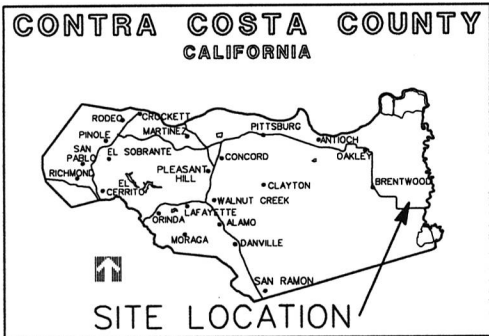 CONTRA COSTA COUNTY
CALIFORNIA
RODEO
CROCKETT
MARTINEZ
PITTSBURG
PINOLE
ANTIOCH
SAN
PABLO
EL SOBRANTE
CONCORD
OAKLEY
RICHMOND
PLEASANT
HILL
EL
CERRITO
CLAYTON
BRENTWOOD
WALNUT CREEK
LAFAYETTE
ORINDA
ALAMO
MORAGA
DANVILLE
SAN RAMON
SITE LOCATION